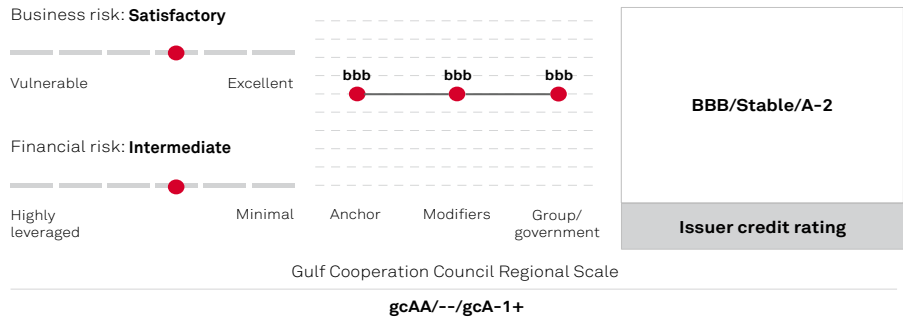 Business risk: Satisfactory
Vulnerable Excellent
Financial risk: Intermediate
Highly leveraged Minimal
bbb bbb bbb
Anchor Modifiers Group/
government
BBB/Stable/A-2
Issuer credit rating
Gulf Cooperation Council Regional Scale
gcAA/--/gcA-1+